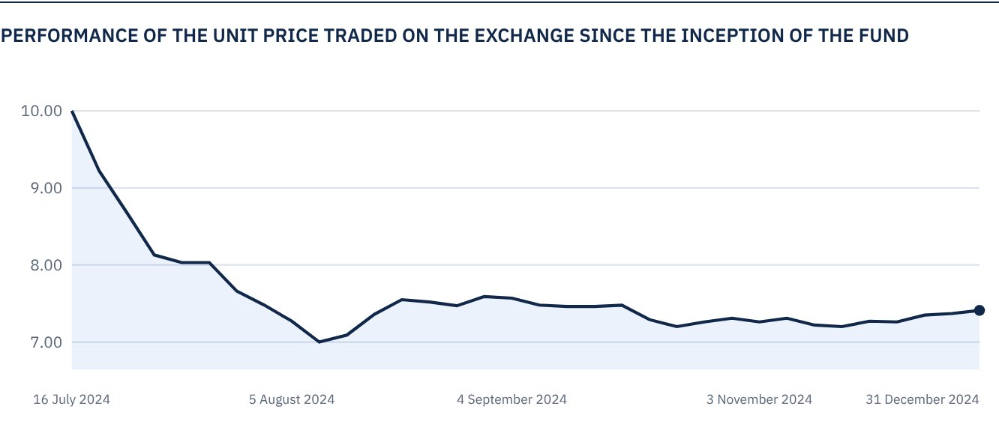 PERFORMANCE OF THE UNIT PRICE TRADED ON THE EXCHANGE SINCE THE INCEPTION OF THE FUND
10.00
9.00
8.00
7.00
16 July 2024 5 August 2024 4 September 2024 3 November 2024 31 December 2024